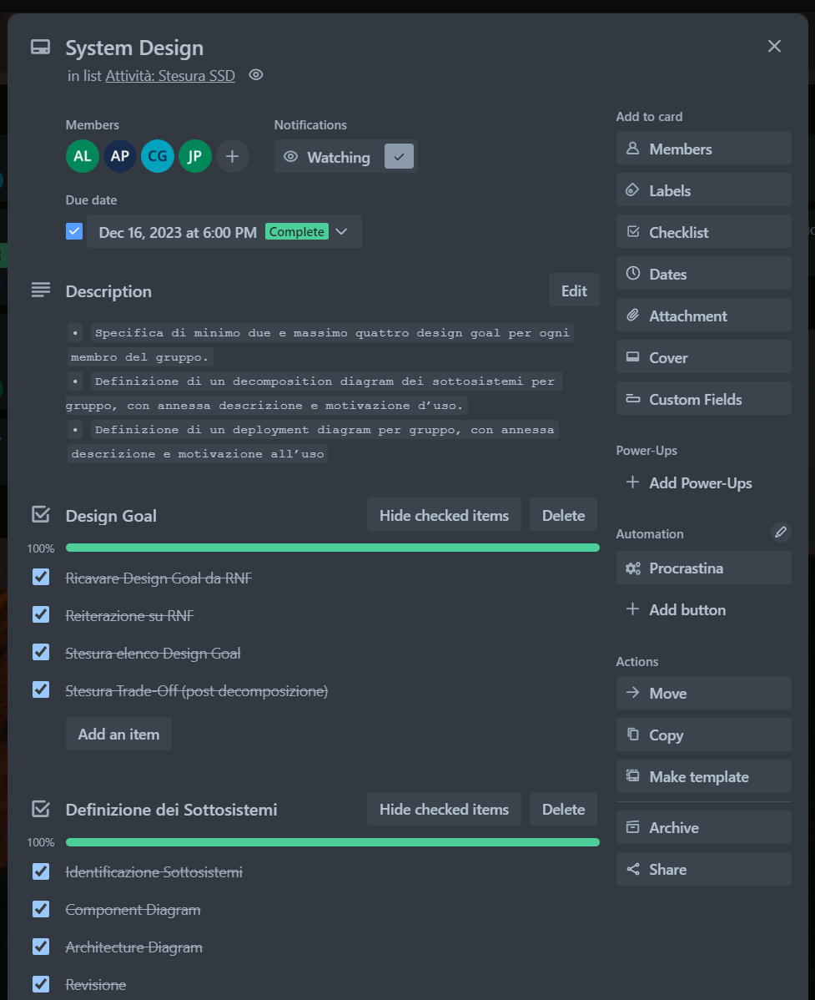 System Design
in list Attività: Stesura SSD
Members
Notifications
AL AP CG JP
Watching
Due date
Dec 16, 2023 at 6:00 PM Complete
Description
Edit
• Specifica di minimo due e massimo quattro design goal per ogni
membro del gruppo.
• Definizione di un decomposition diagram dei sottosistemi per
gruppo, con annessa descrizione e motivazione d’uso.
• Definizione di un deployment diagram per gruppo, con annessa
descrizione e motivazione all’uso
Design Goal
Hide checked items
Delete
100%
Ricavare Design Goal da RNF
Reiterazione su RNF
Stesura elenco Design Goal
Stesura Trade-Off (post decomposizione)
Add an item
Definizione dei Sottosistemi
Hide checked items
Delete
100%
Identificazione Sottosistemi
Component Diagram
Architecture Diagram
Revisione
Add to card
Members
Labels
Checklist
Dates
Attachment
Cover
Custom Fields
Power-Ups
Add Power-Ups
Automation
Procrastina
Add button
Actions
Move
Copy
Make template
Archive
Share